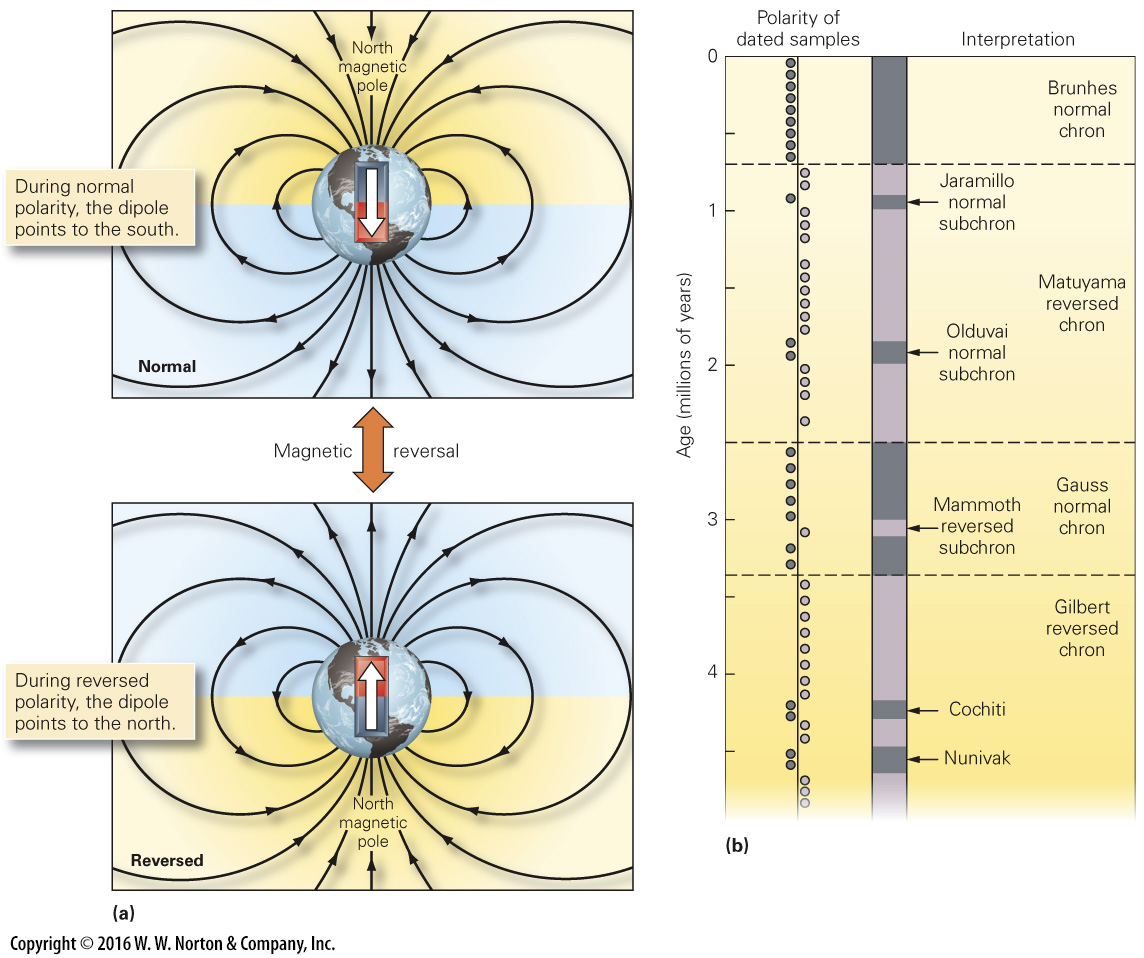 North
magnetic
pole
During normal
polarity, the dipole
points to the south.
Normal
Magnetic reversal
During reversed
polarity, the dipole
points to the north.
North
magnetic
pole
Reversed
(a)
Polarity of
dated samples
Interpretation
Age (millions of years)
0
1
2
3
4
Brunhes
normal
chron
Jaramillo
normal
subchron
Matuyama
reversed
chron
Olduvai
normal
subchron
Gauss
normal
chron
Mammoth
reversed
subchron
Gilbert
reversed
chron
Cochiti
Nunivak
(b)
Copyright © 2016 W. W. Norton & Company, Inc.